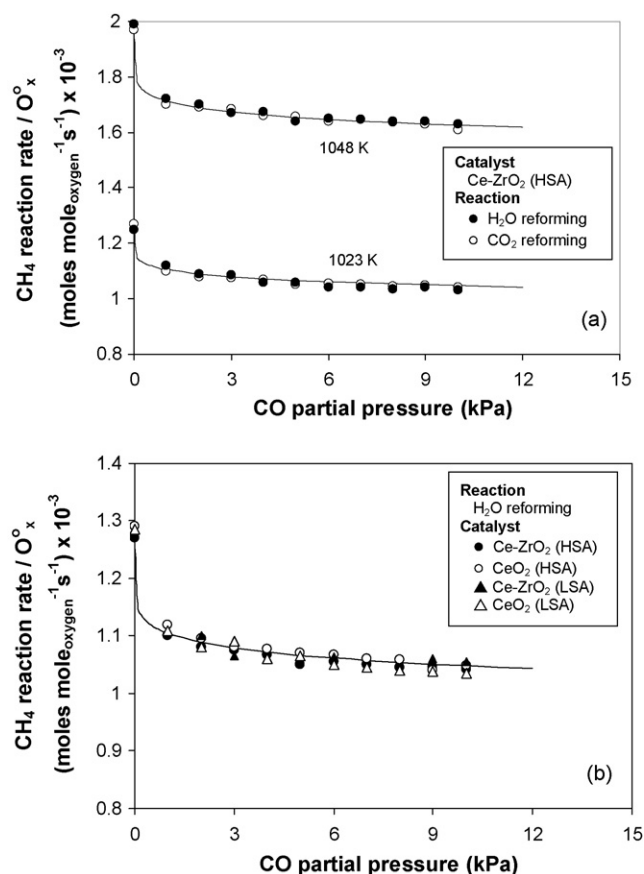 2
1.8
1.6
1.4
1.2
1
0.8
CH₄ reaction rate / Oºₓ
(moles moleₒₓᵧgₑₙ⁻¹s⁻¹) x 10⁻³
1048 K
1023 K
Catalyst
Ce-ZrO₂ (HSA)
Reaction
● H₂O reforming
○ CO₂ reforming
(a)
0 3 6 9 12 15
CO partial pressure (kPa)
1.4
1.3
1.2
1.1
1
0.9
0.8
CH₄ reaction rate / Oºₓ
(moles moleₒₓᵧgₑₙ⁻¹s⁻¹) x 10⁻³
Reaction
H₂O reforming
Catalyst
● Ce-ZrO₂ (HSA)
○ CeO₂ (HSA)
▲ Ce-ZrO₂ (LSA)
△ CeO₂ (LSA)
(b)
0 3 6 9 12 15
CO partial pressure (kPa)